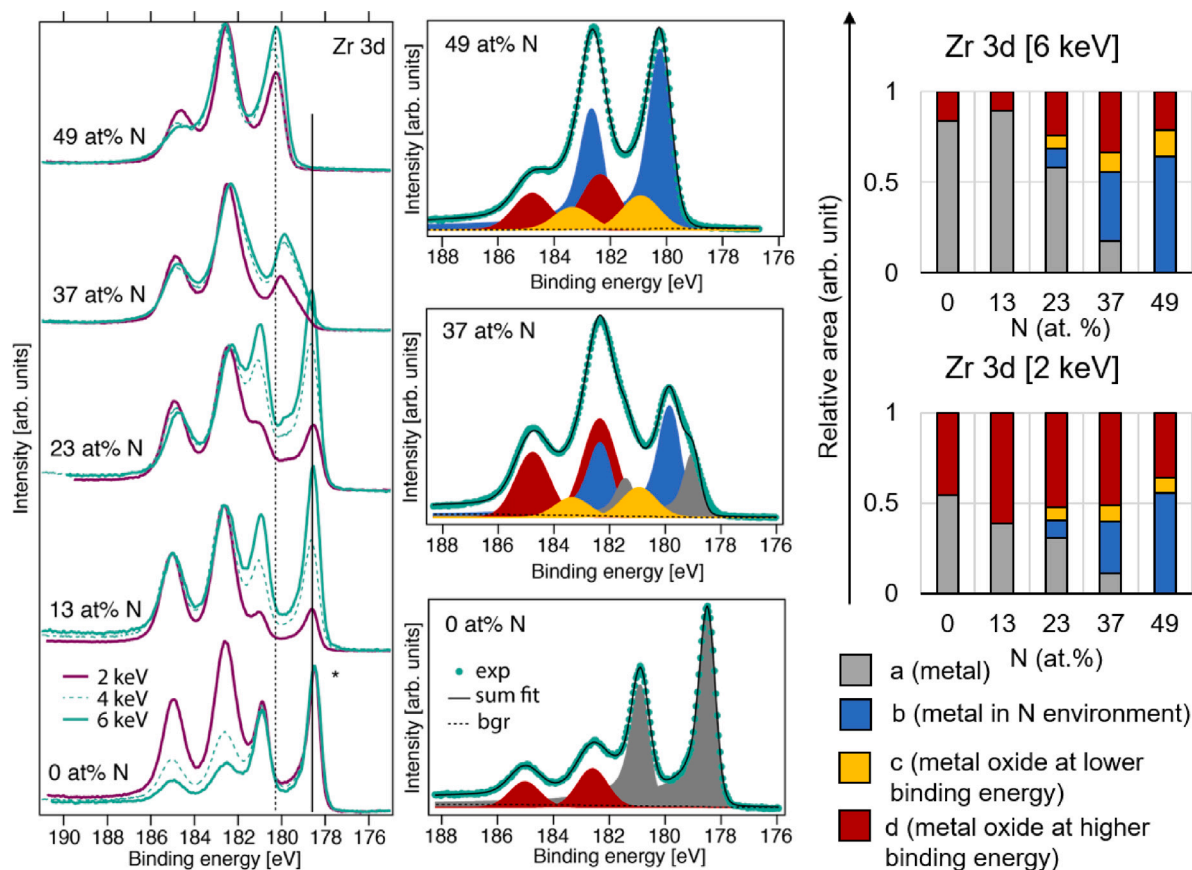 Zr 3d
49 at% N
37 at% N
23 at% N
13 at% N
2 keV
4 keV
6 keV
*
0 at% N
Intensity [arb. units]
190 188 186 184 182 180 178 176
Binding energy [eV]
49 at% N
Intensity [arb. units]
188 186 184 182 180 178 176
Binding energy [eV]
37 at% N
Intensity [arb. units]
188 186 184 182 180 178 176
Binding energy [eV]
0 at% N
exp
sum fit
bgr
Intensity [arb. units]
188 186 184 182 180 178 176
Binding energy [eV]
Relative area (arb. unit)
Zr 3d [6 keV]
1
0.5
0
0 13 23 37 49
N (at. %)
Zr 3d [2 keV]
1
0.5
0
0 13 23 37 49
N (at.%)
a (metal)
b (metal in N environment)
c (metal oxide at lower
binding energy)
d (metal oxide at higher
binding energy)